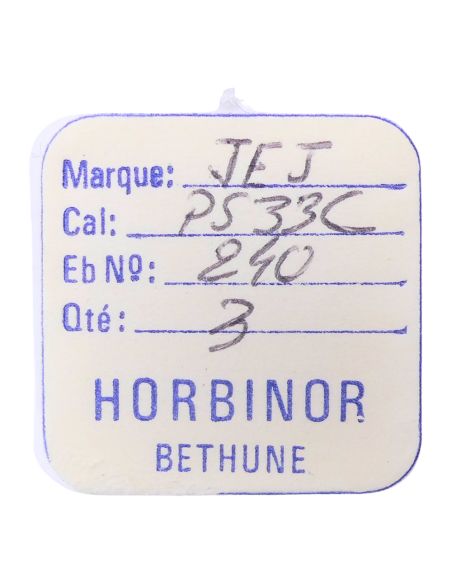 Marque: JEJ
Cal: PS 33C
Eb Nº: 240
Qté: 3
HORBINOR
BETHUNE